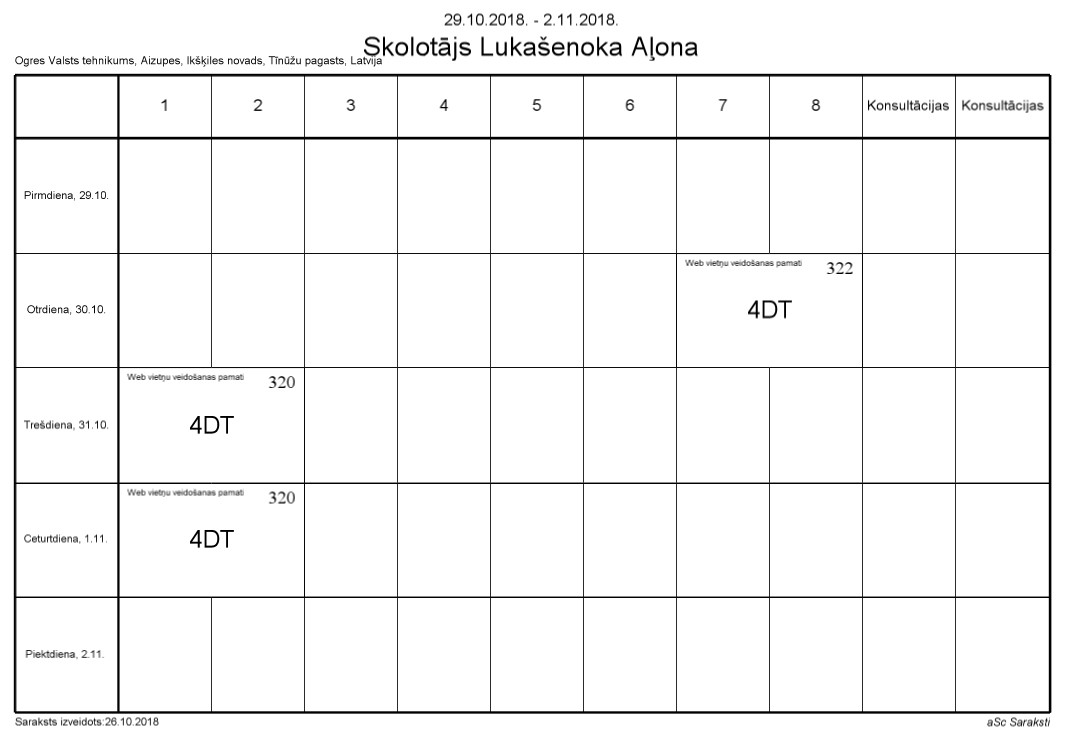 29.10.2018. - 2.11.2018.
Skolotājs Lukašenoka Aļona
Ogres Valsts tehnikums, Aizupes, Ikšķiles novads, Tīnūžu pagasts, Latvija
1 2 3 4 5 6 7 8 Konsultācijas Konsultācijas
Pirmdiena, 29.10.
Web vietņu veidošanas pamati 322
Otrdiena, 30.10. 4DT
Web vietņu veidošanas pamati 320
Trešdiena, 31.10. 4DT
Web vietņu veidošanas pamati 320
Ceturtdiena, 1.11. 4DT
Piektdiena, 2.11.
Saraksts izveidots:26.10.2018 aSc Saraksti